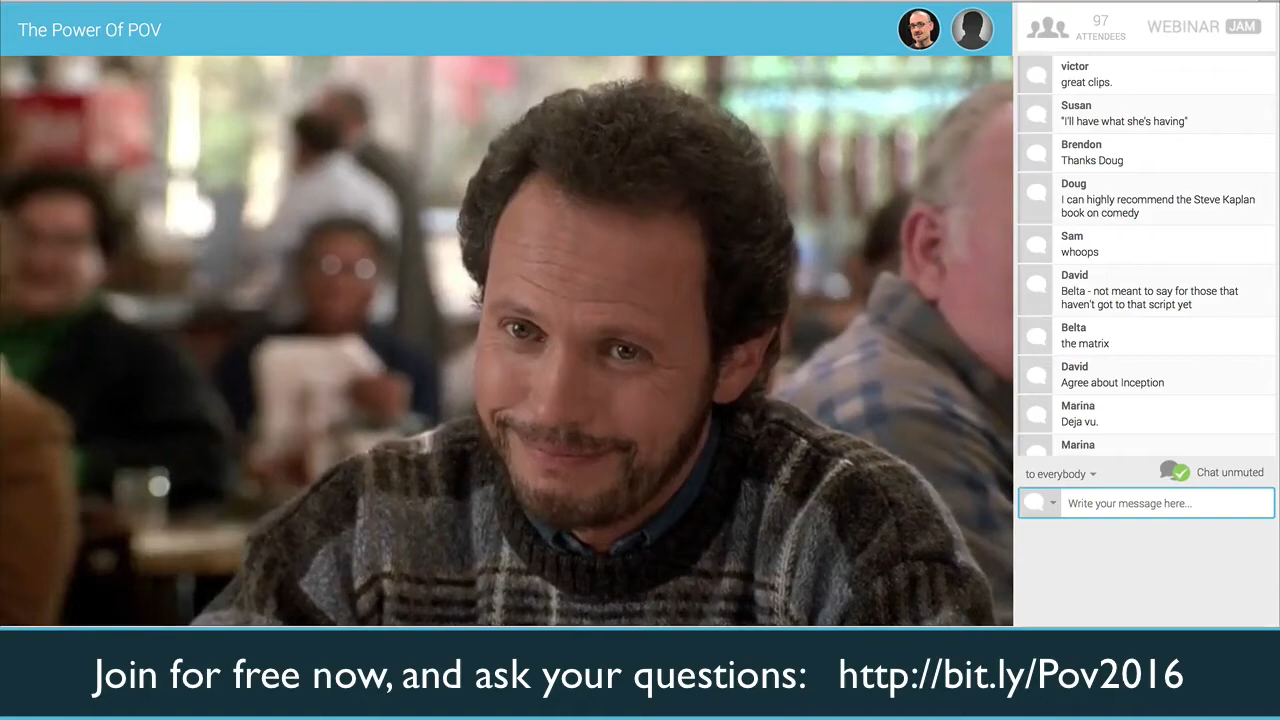 The Power Of POV
97
ATTENDEES
WEBINAR JAM
victor
great clips.
Susan
"I'll have what she's having"
Brendon
Thanks Doug
Doug
I can highly recommend the Steve Kaplan
book on comedy
Sam
whoops
David
Belta - not meant to say for those that
haven't got to that script yet
Belta
the matrix
David
Agree about Inception
Marina
Deja vu.
Marina
to everybody
Chat unmuted
Write your message here...
Join for free now, and ask your questions: http://bit.ly/Pov2016